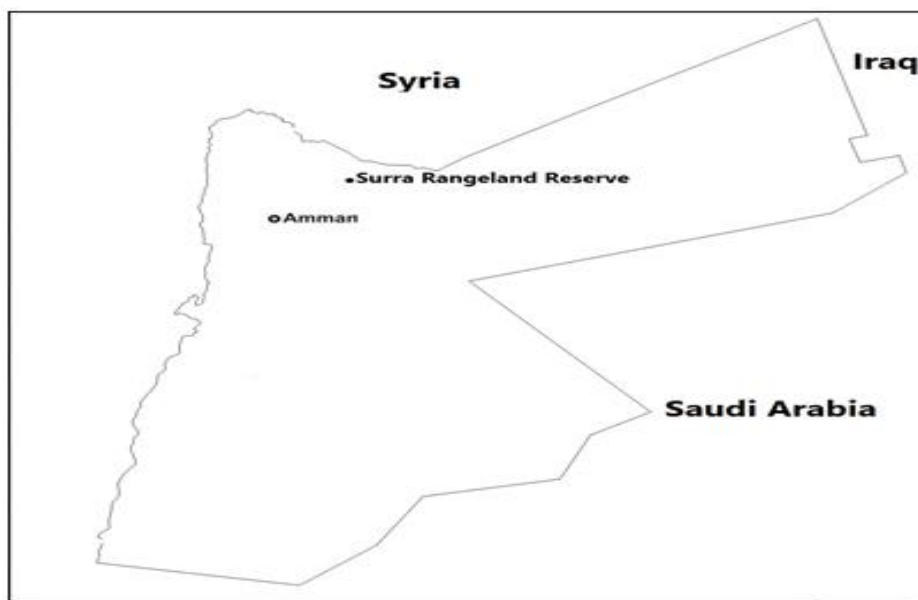 Iraq
Syria
Surra Rangeland Reserve
Amman
Saudi Arabia